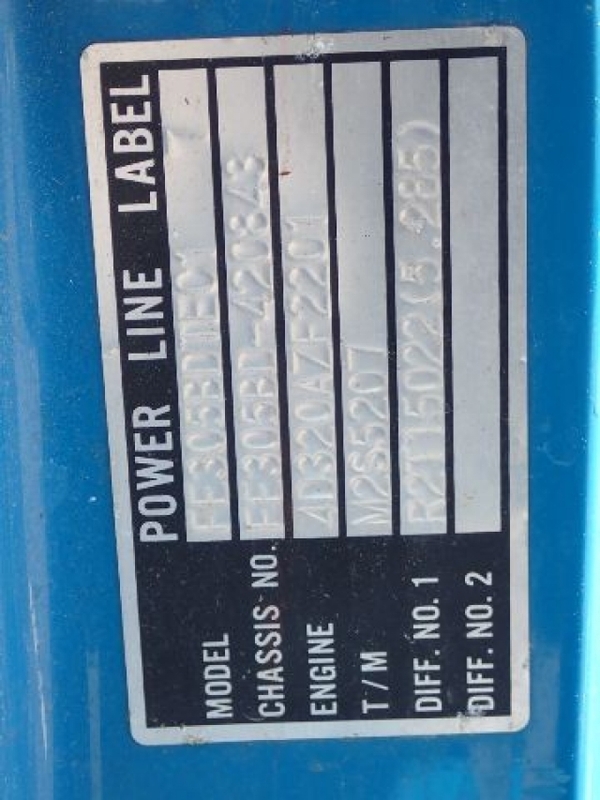 POWER LINE LABEL
MODEL FE305BD1EC1
CHASSIS NO. FE305BD-420843
ENGINE 4D320AZF2201
T/M M2S5207
DIFF. NO. 1 R2T15022(5.285)
DIFF. NO. 2